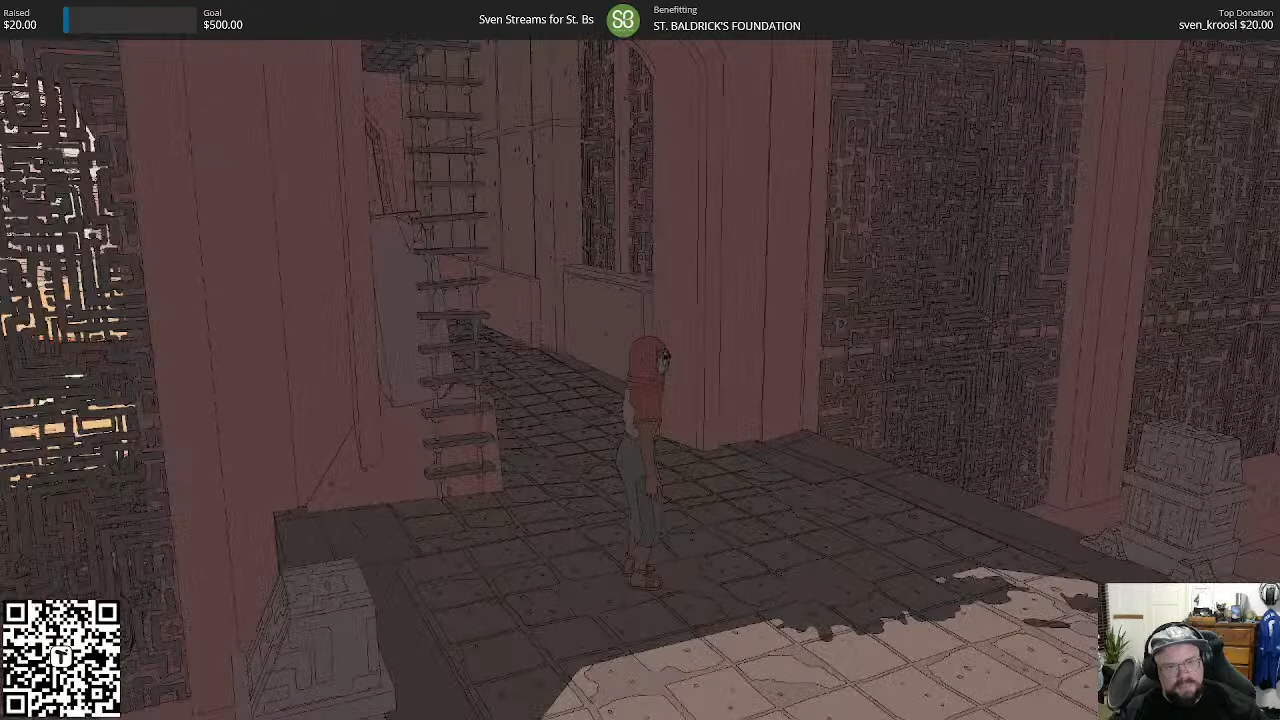 Raised
$20.00
Goal
$500.00
Sven Streams for St. Bs
SB
Benefitting
ST. BALDRICK'S FOUNDATION
Top Donation
sven_kroosl $20.00
T